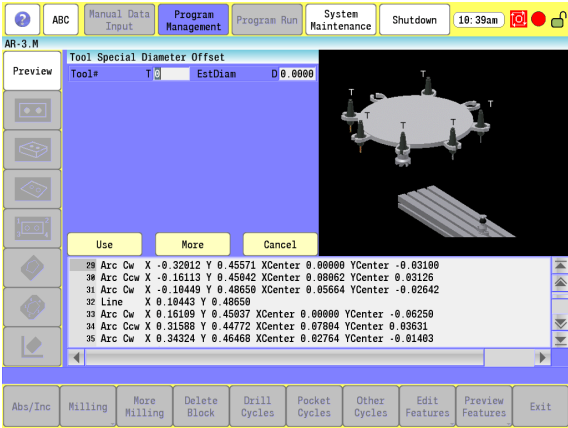 ?
ABC
Manual Data Input
Program Management
Program Run
System Maintenance
Shutdown
10:39am
AR-3.M
Preview
Tool Special Diameter Offset
Tool# T 0 EstDiam D 0.0000
T
T
T
T
T
T
Use More Cancel
29 Arc Cw X -0.32012 Y 0.45571 XCenter 0.00000 YCenter -0.03100
30 Arc Ccw X -0.16113 Y 0.45042 XCenter 0.08062 YCenter 0.03126
31 Arc Cw X -0.10449 Y 0.48650 XCenter 0.05664 YCenter -0.02642
32 Line X 0.10443 Y 0.48650
33 Arc Cw X 0.16109 Y 0.45037 XCenter 0.00000 YCenter -0.06250
34 Arc Ccw X 0.31588 Y 0.44772 XCenter 0.07804 YCenter 0.03631
35 Arc Cw X 0.34324 Y 0.46468 XCenter 0.02764 YCenter -0.01403
Abs/Inc
Milling
More Milling
Delete Block
Drill Cycles
Pocket Cycles
Other Cycles
Edit Features
Preview Features
Exit